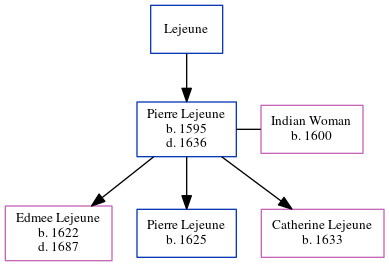 Lejeune
Pierre Lejeune
b. 1595
d. 1636
Indian Woman
b. 1600
Edmee Lejeune
b. 1622
d. 1687
Pierre Lejeune
b. 1625
Catherine Lejeune
b. 1633